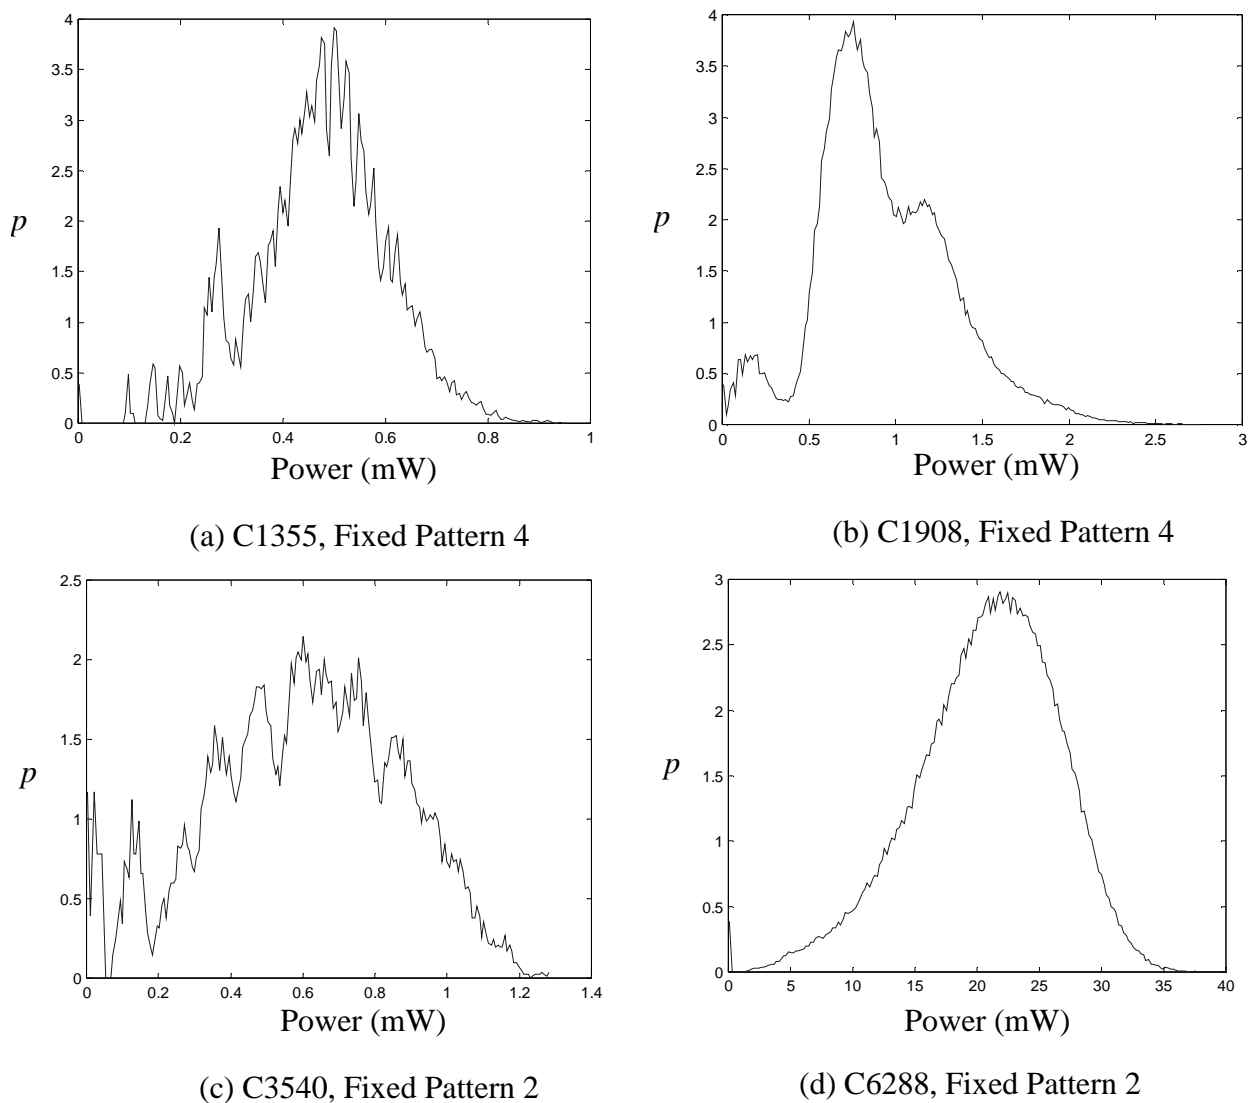 4
3.5
3
2.5
2
1.5
1
0.5
0
p
0 0.2 0.4 0.6 0.8 1
Power (mW)
(a) C1355, Fixed Pattern 4
4
3.5
3
2.5
2
1.5
1
0.5
0
p
0 0.5 1 1.5 2 2.5 3
Power (mW)
(b) C1908, Fixed Pattern 4
2.5
2
1.5
1
0.5
0
p
0 0.2 0.4 0.6 0.8 1 1.2 1.4
Power (mW)
(c) C3540, Fixed Pattern 2
3
2.5
2
1.5
1
0.5
0
p
0 5 10 15 20 25 30 35 40
Power (mW)
(d) C6288, Fixed Pattern 2